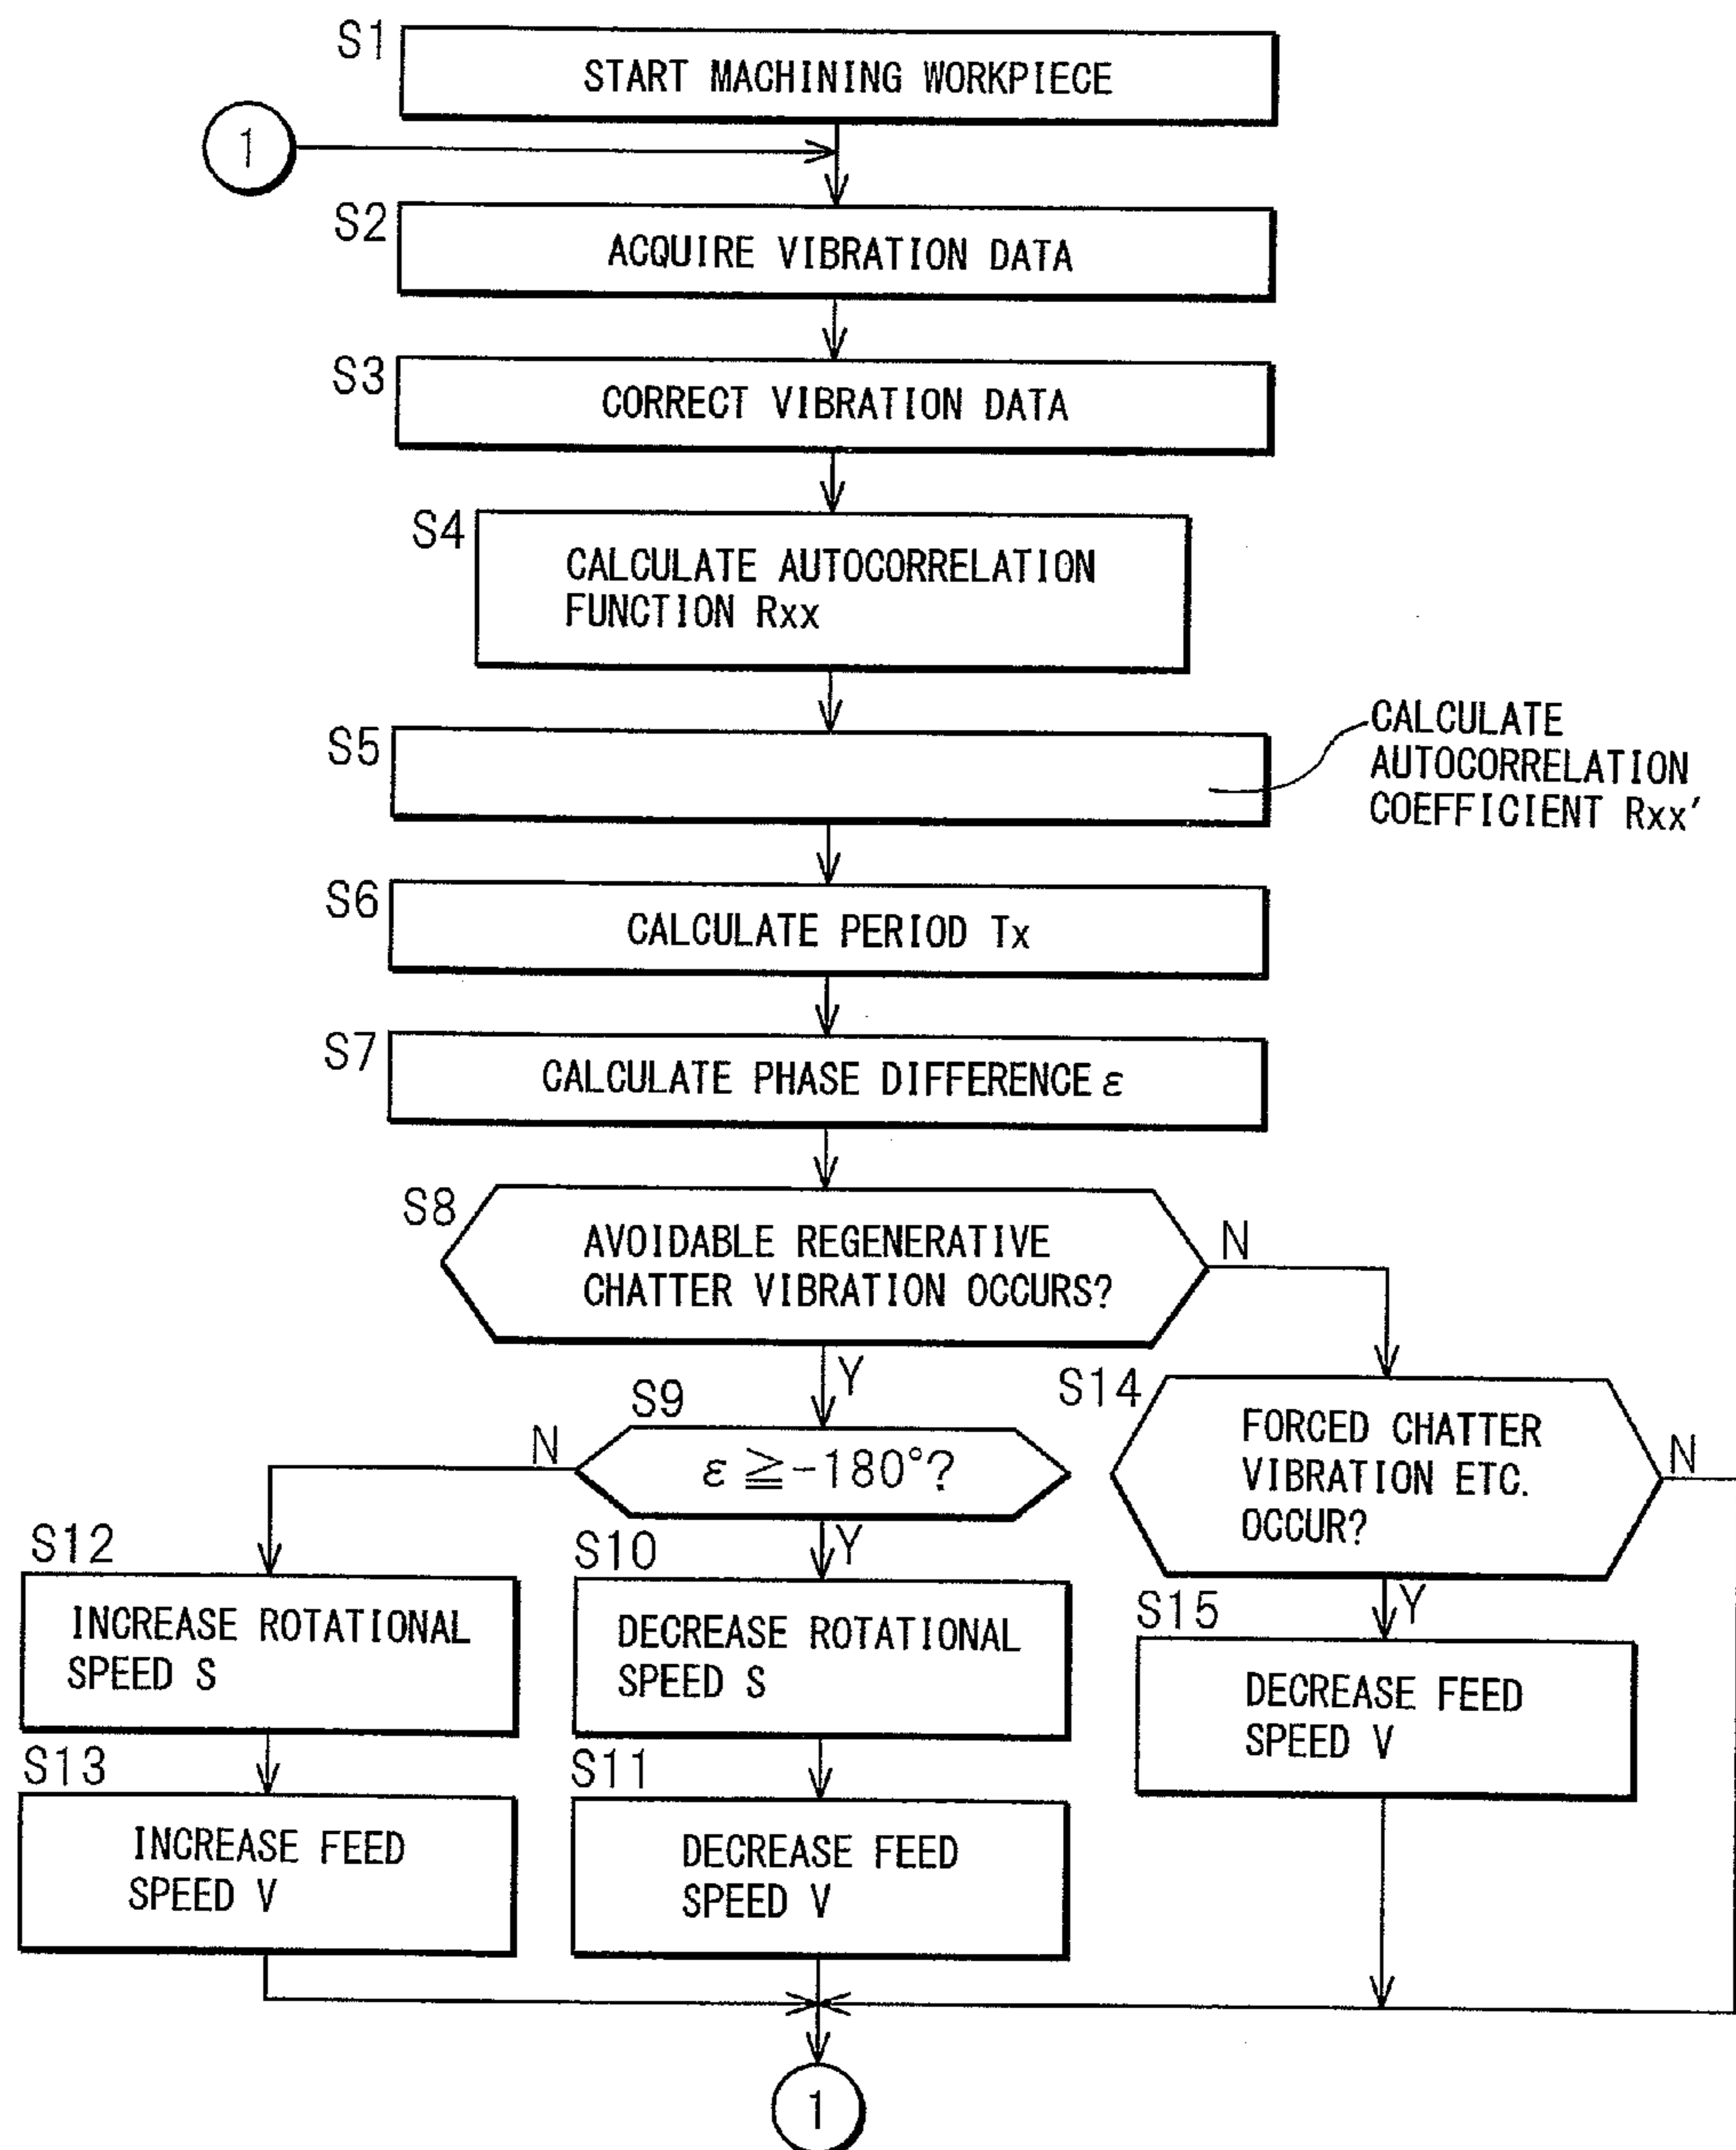 S1
START MACHINING WORKPIECE
1
S2
ACQUIRE VIBRATION DATA
S3
CORRECT VIBRATION DATA
S4
CALCULATE AUTOCORRELATION
FUNCTION Rxx
S5
CALCULATE
AUTOCORRELATION
COEFFICIENT Rxx'
S6
CALCULATE PERIOD Tx
S7
CALCULATE PHASE DIFFERENCE ε
S8
AVOIDABLE REGENERATIVE
CHATTER VIBRATION OCCURS?
N
Y
S9
ε ≧ -180°?
N
Y
S14
FORCED CHATTER
VIBRATION ETC.
OCCUR?
N
Y
S12
INCREASE ROTATIONAL
SPEED S
S10
DECREASE ROTATIONAL
SPEED S
S15
DECREASE FEED
SPEED V
S13
INCREASE FEED
SPEED V
S11
DECREASE FEED
SPEED V
1